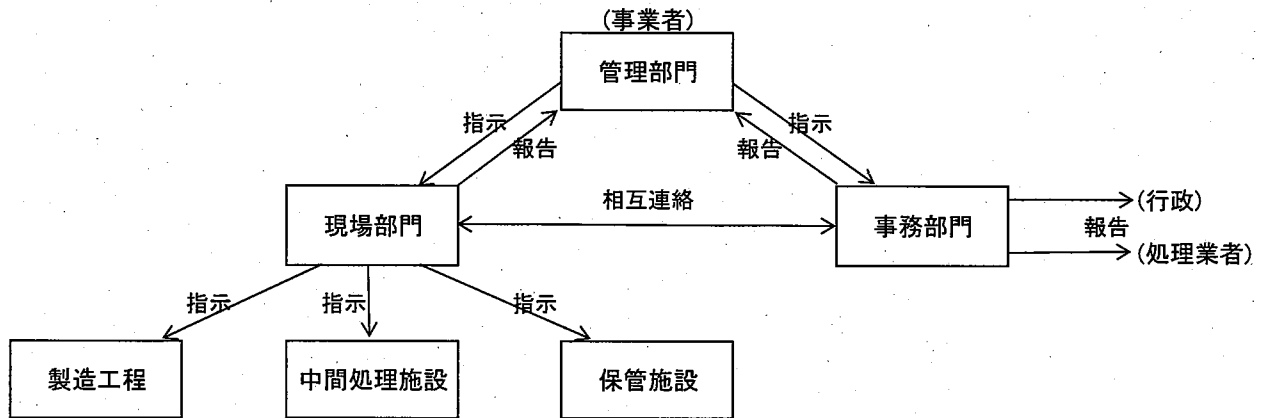 (事業者)
管理部門
指示
報告
指示
報告
現場部門
相互連絡
事務部門
(行政)
報告
(処理業者)
指示
指示
指示
製造工程
中間処理施設
保管施設